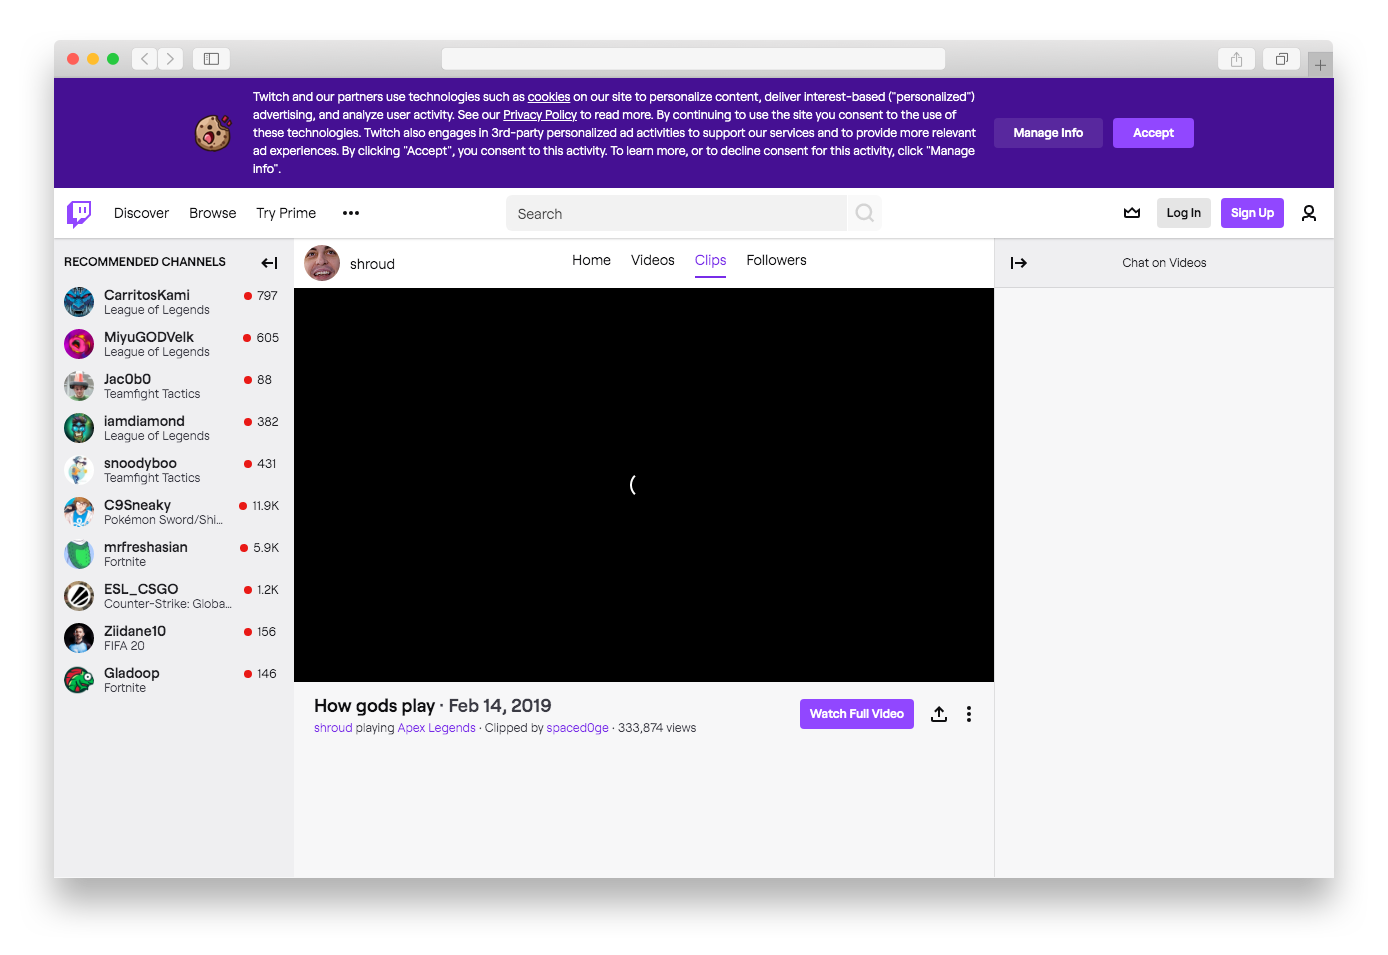 Twitch and our partners use technologies such as cookies on our site to personalize content, deliver interest-based ("personalized")
advertising, and analyze user activity. See our Privacy Policy to read more. By continuing to use the site you consent to the use of
these technologies. Twitch also engages in 3rd-party personalized ad activities to support our services and to provide more relevant
ad experiences. By clicking "Accept", you consent to this activity. To learn more, or to decline consent for this activity, click "Manage
Info".
Manage Info
Accept
Discover Browse Try Prime
Search
Log In
Sign Up
RECOMMENDED CHANNELS
CarritosKami 797
League of Legends
MiyuGODVelk 605
League of Legends
Jac0b0 88
Teamfight Tactics
iamdiamond 382
League of Legends
snoodyboo 431
Teamfight Tactics
C9Sneaky 11.9K
Pokémon Sword/Shi...
mrfreshasian 5.9K
Fortnite
ESL_CSGO 1.2K
Counter-Strike: Globa...
Ziidane10 156
FIFA 20
Gladoop 146
Fortnite
shroud
Home Videos Clips Followers
How gods play · Feb 14, 2019
shroud playing Apex Legends · Clipped by spaced0ge · 333,874 views
Watch Full Video
Chat on Videos